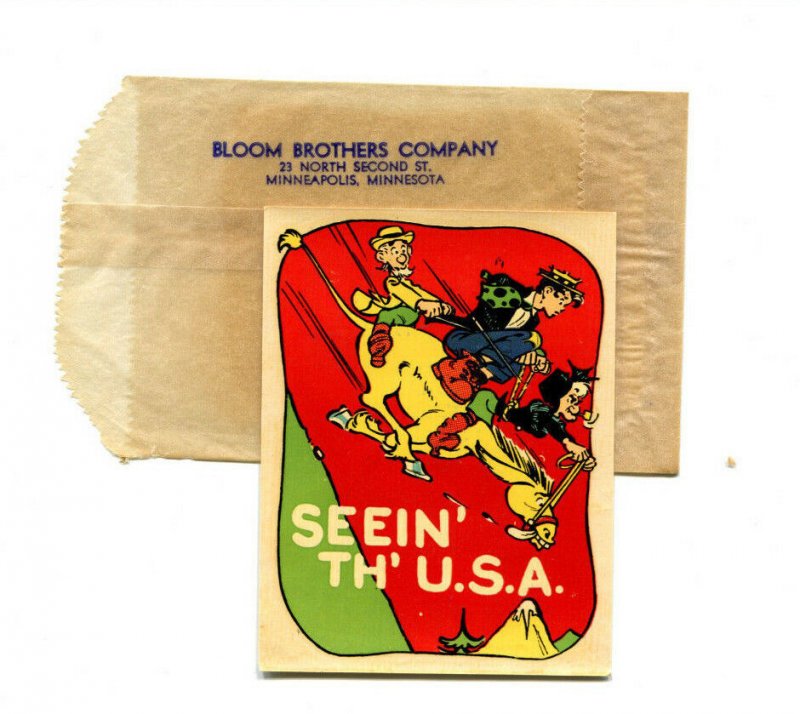 BLOOM BROTHERS COMPANY
23 NORTH SECOND ST.
MINNEAPOLIS, MINNESOTA
SEEIN'
TH' U.S.A.